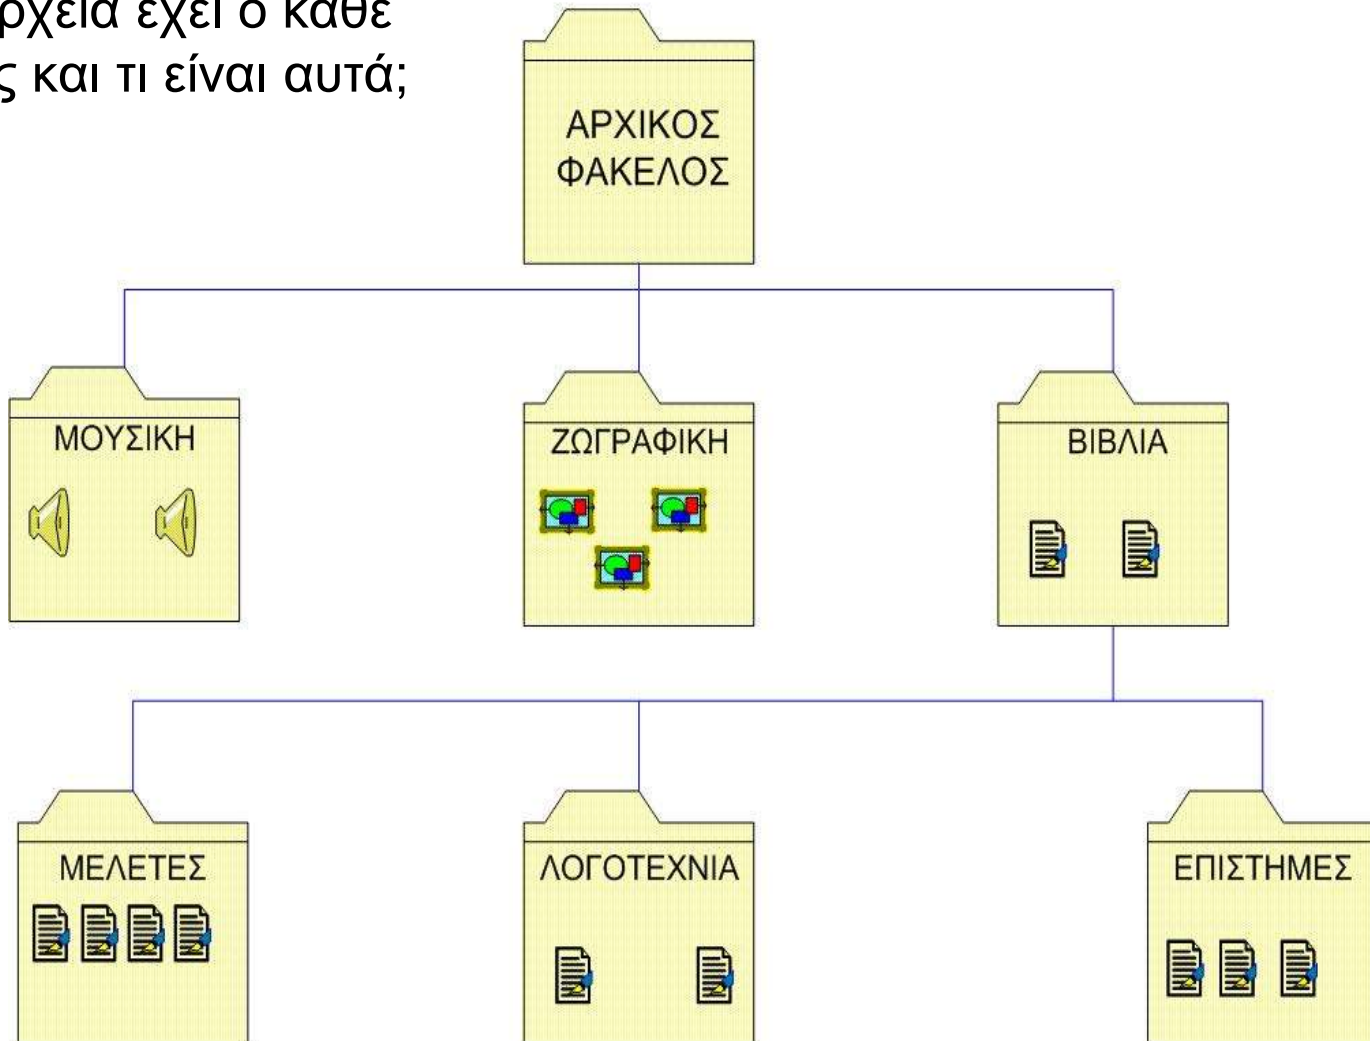 ρχεία έχει ο κάθε
ς και τι είναι αυτά;
ΑΡΧΙΚΟΣ
ΦΑΚΕΛΟΣ
ΜΟΥΣΙΚΗ
ΖΩΓΡΑΦΙΚΗ
ΒΙΒΛΙΑ
ΜΕΛΕΤΕΣ
ΛΟΓΟΤΕΧΝΙΑ
ΕΠΙΣΤΗΜΕΣ